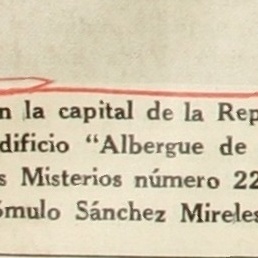 n la capital de la Rep
dificio "Albergue de
s Misterios número 22
ómulo Sánchez Mireles